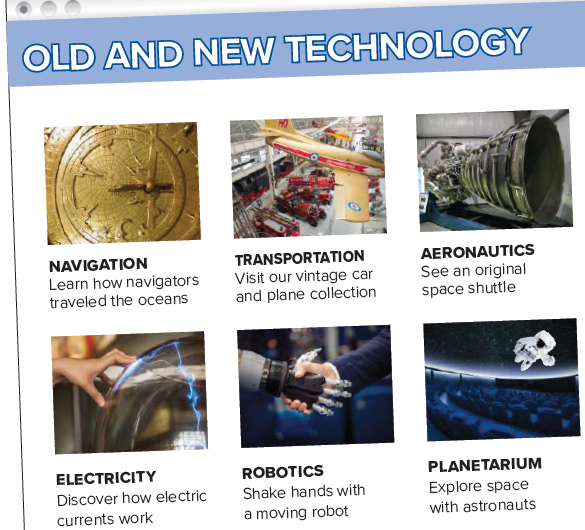 OLD AND NEW TECHNOLOGY
NAVIGATION
Learn how navigators
traveled the oceans
TRANSPORTATION
Visit our vintage car
and plane collection
AERONAUTICS
See an original
space shuttle
ELECTRICITY
Discover how electric
currents work
ROBOTICS
Shake hands with
a moving robot
PLANETARIUM
Explore space
with astronauts